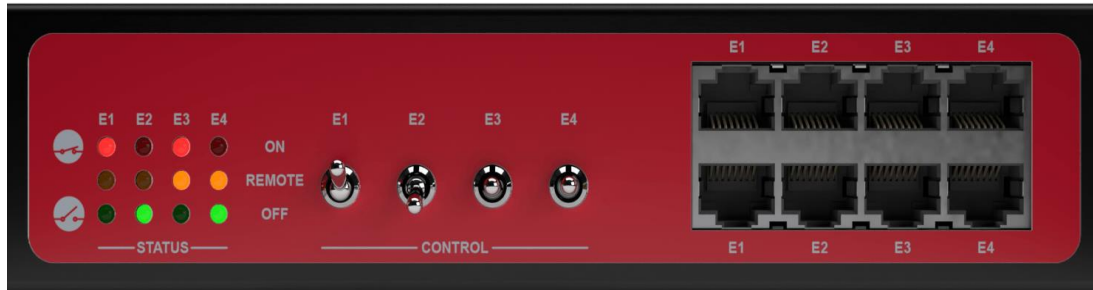 E1 E2 E3 E4
E1 E2 E3 E4
E1 E2 E3 E4
ON
REMOTE
OFF
STATUS
CONTROL
E1 E2 E3 E4